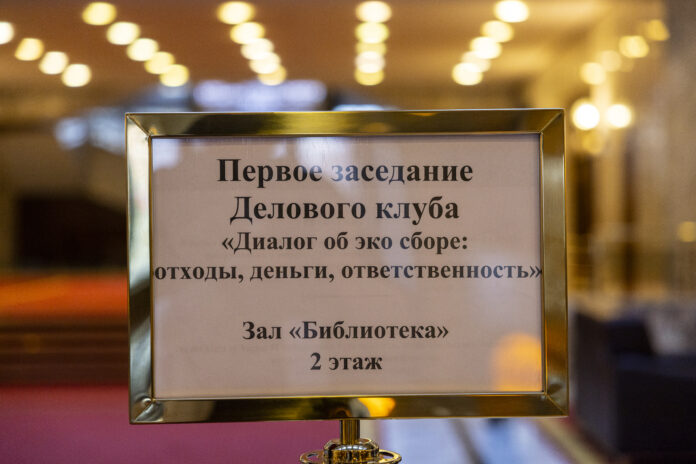 Первое заседание
Делового клуба
«Диалог об эко сборе:
отходы, деньги, ответственность»
Зал «Библиотека»
2 этаж